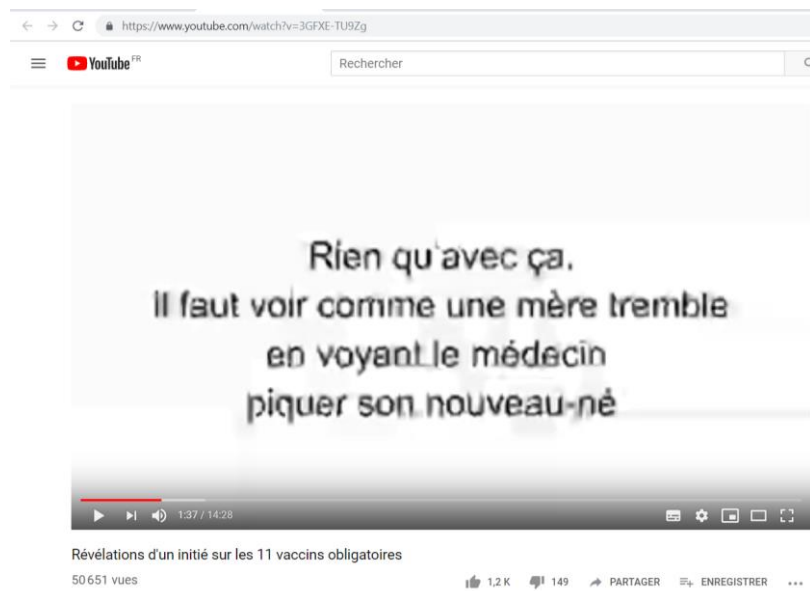 https://www.youtube.com/watch?v=3GFXE-TU9Zg
YouTube FR
Rechercher
Rien qu'avec ça.
Il faut voir comme une mère tremble
en voyant le médecin
piquer son nouveau-né
1:37 / 14:28
Révélations d'un initié sur les 11 vaccins obligatoires
50 651 vues
1,2 K 149 PARTAGER ENREGISTRER